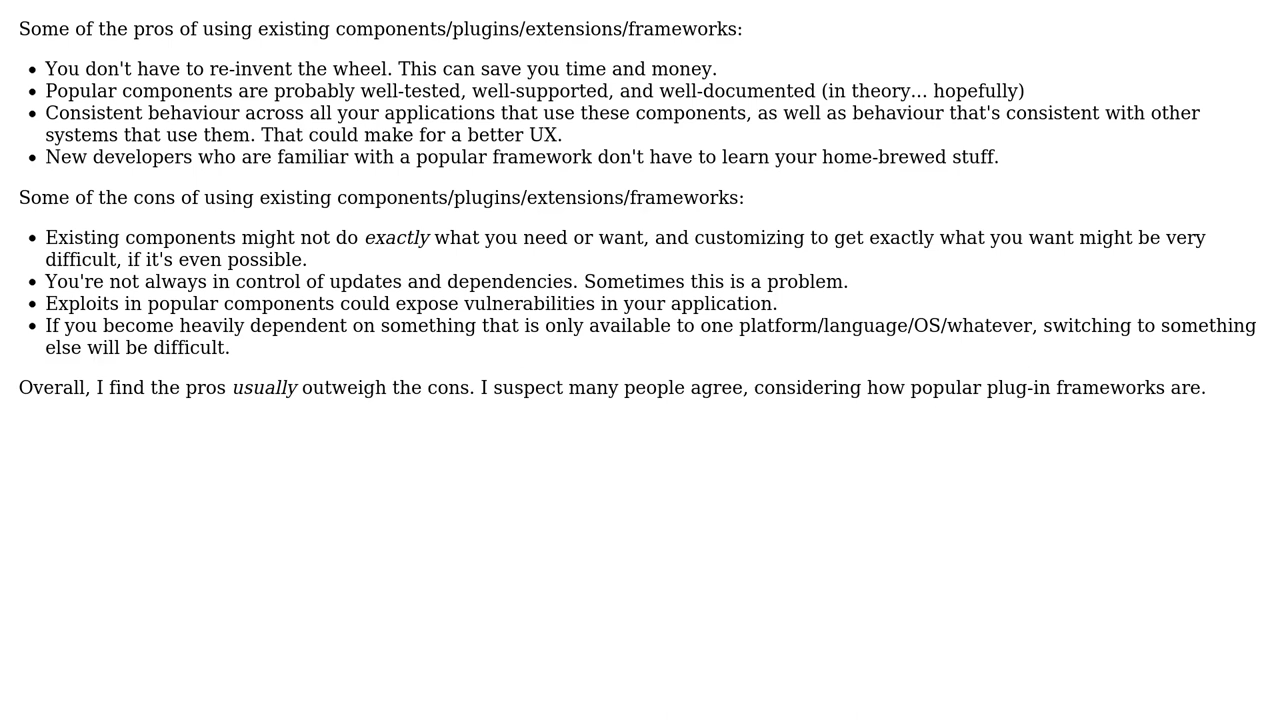 Some of the pros of using existing components/plugins/extensions/frameworks:
• You don't have to re-invent the wheel. This can save you time and money.
• Popular components are probably well-tested, well-supported, and well-documented (in theory... hopefully)
• Consistent behaviour across all your applications that use these components, as well as behaviour that's consistent with other
systems that use them. That could make for a better UX.
• New developers who are familiar with a popular framework don't have to learn your home-brewed stuff.
Some of the cons of using existing components/plugins/extensions/frameworks:
• Existing components might not do exactly what you need or want, and customizing to get exactly what you want might be very
difficult, if it's even possible.
• You're not always in control of updates and dependencies. Sometimes this is a problem.
• Exploits in popular components could expose vulnerabilities in your application.
• If you become heavily dependent on something that is only available to one platform/language/OS/whatever, switching to something
else will be difficult.
Overall, I find the pros usually outweigh the cons. I suspect many people agree, considering how popular plug-in frameworks are.